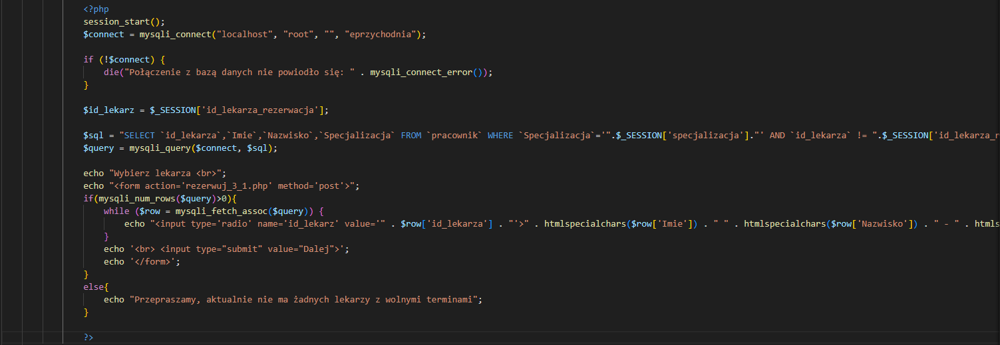 <?php
session_start();
$connect = mysqli_connect("localhost", "root", "", "eprzychodnia");
if (!$connect) {
die("Połączenie z bazą danych nie powiodło się: " . mysqli_connect_error());
}
$id_lekarz = $_SESSION['id_lekarza_rezerwacja'];
$sql = "SELECT `id_lekarza`,`Imie`,`Nazwisko`,`Specjalizacja` FROM `pracownik` WHERE `Specjalizacja`='".$_SESSION['specjalizacja']."' AND `id_lekarza` != ".$_SESSION['id_lekarza_r
$query = mysqli_query($connect, $sql);
echo "Wybierz lekarza <br>";
echo "<form action='rezerwuj_3_1.php' method='post'>";
if(mysqli_num_rows($query)>0){
while ($row = mysqli_fetch_assoc($query)) {
echo "<input type='radio' name='id_lekarz' value='" . $row['id_lekarza'] . "'>" . htmlspecialchars($row['Imie']) . " " . htmlspecialchars($row['Nazwisko']) . " - " . htmls
}
echo '<br> <input type="submit" value="Dalej">';
echo '</form>';
}
else{
echo "Przepraszamy, aktualnie nie ma żadnych lekarzy z wolnymi terminami";
}
?>